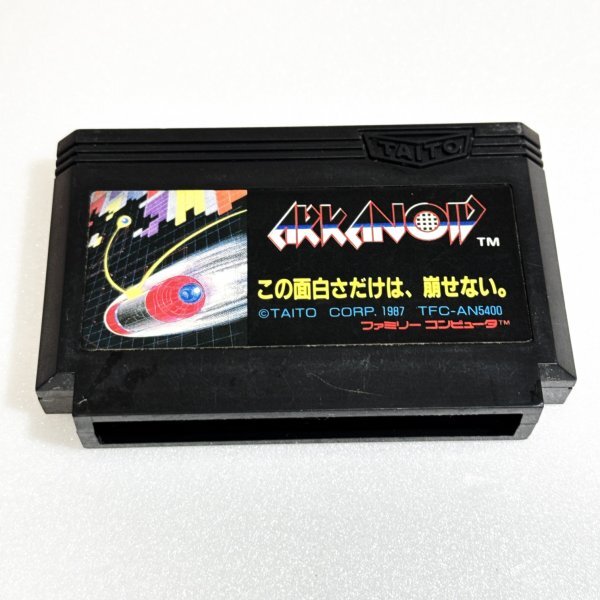 TAITO
ARKANOID TM
この面白さだけは、崩せない。
©TAITO CORP. 1987 TFC-AN5400
ファミリー コンピュータ™